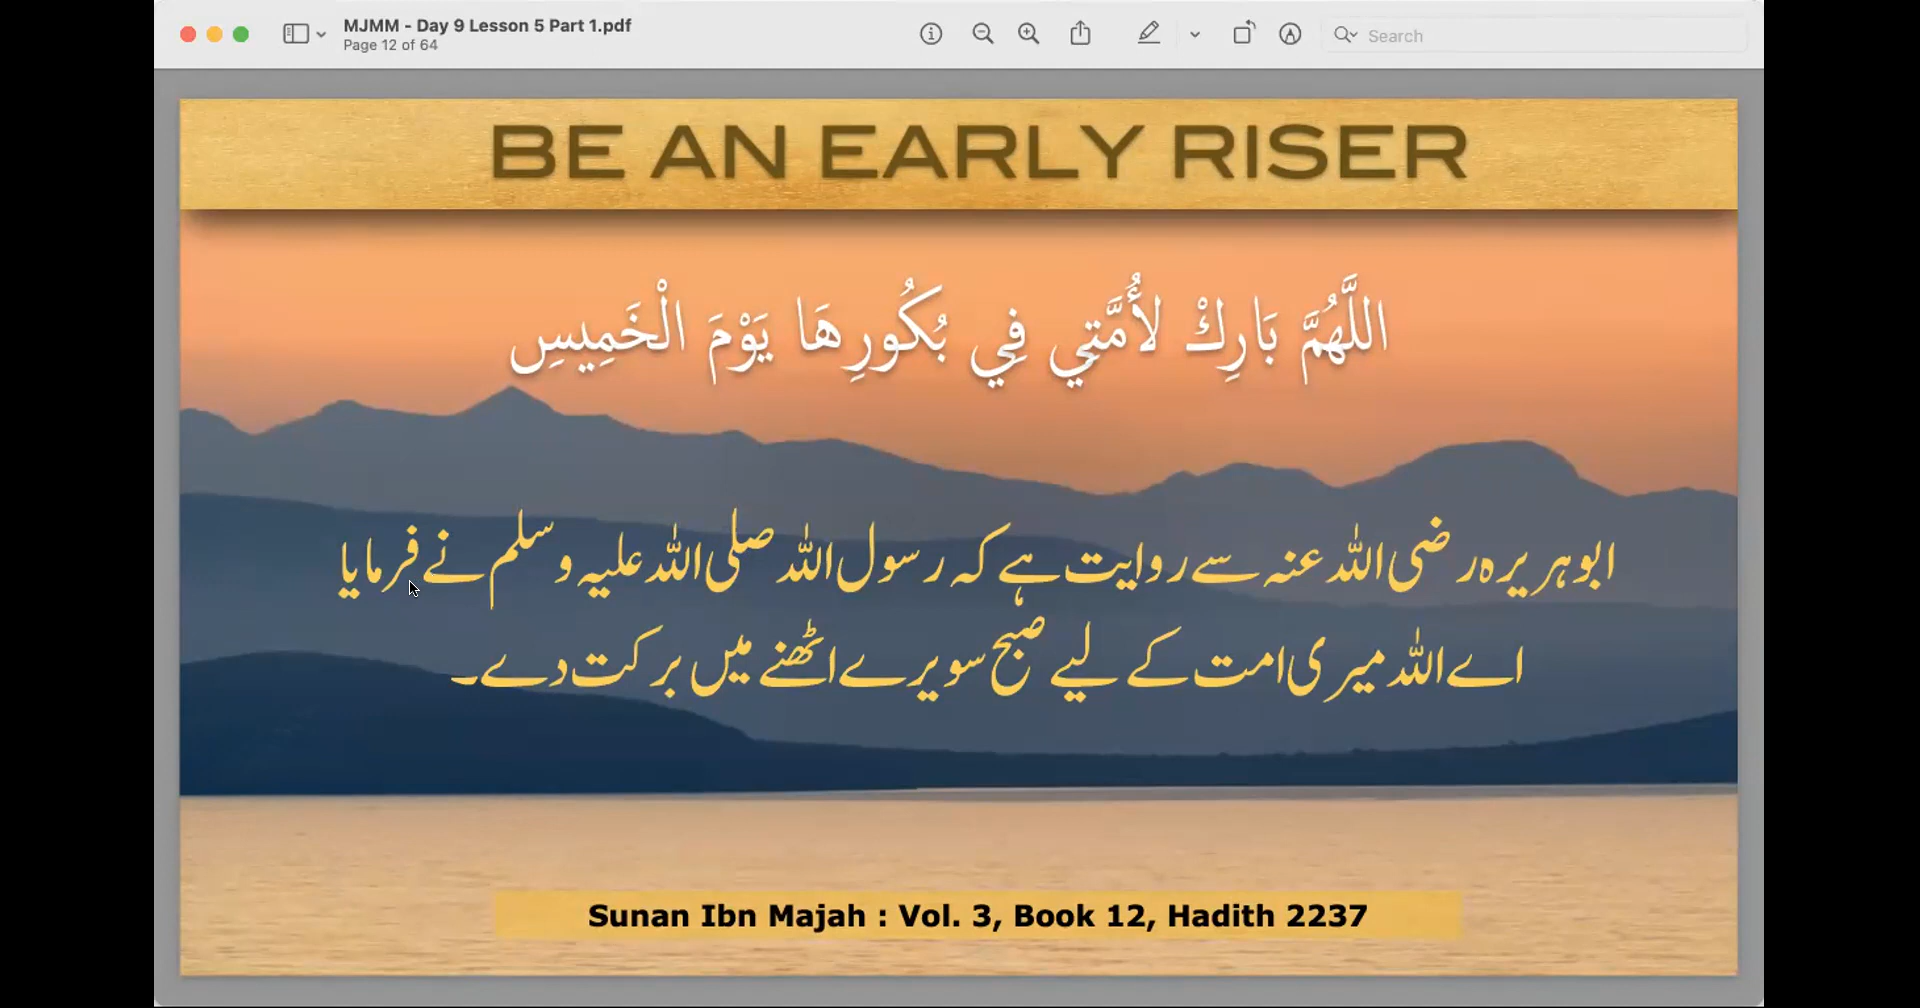 MJMM - Day 9 Lesson 5 Part 1.pdf
Page 12 of 64
Search
BE AN EARLY RISER
اللَّهُمَّ بَارِكْ لأُمَّتِي فِي بُكُورِهَا يَوْمَ الْخَمِيسِ
ابوہریرہ رضی اللہ عنہ سے روایت ہے کہ رسول اللہ صلی اللہ علیہ وسلم نے فرمایا
اے اللہ میری امت کے لیے صبح سویرے اٹھنے میں برکت دے۔
Sunan Ibn Majah : Vol. 3, Book 12, Hadith 2237